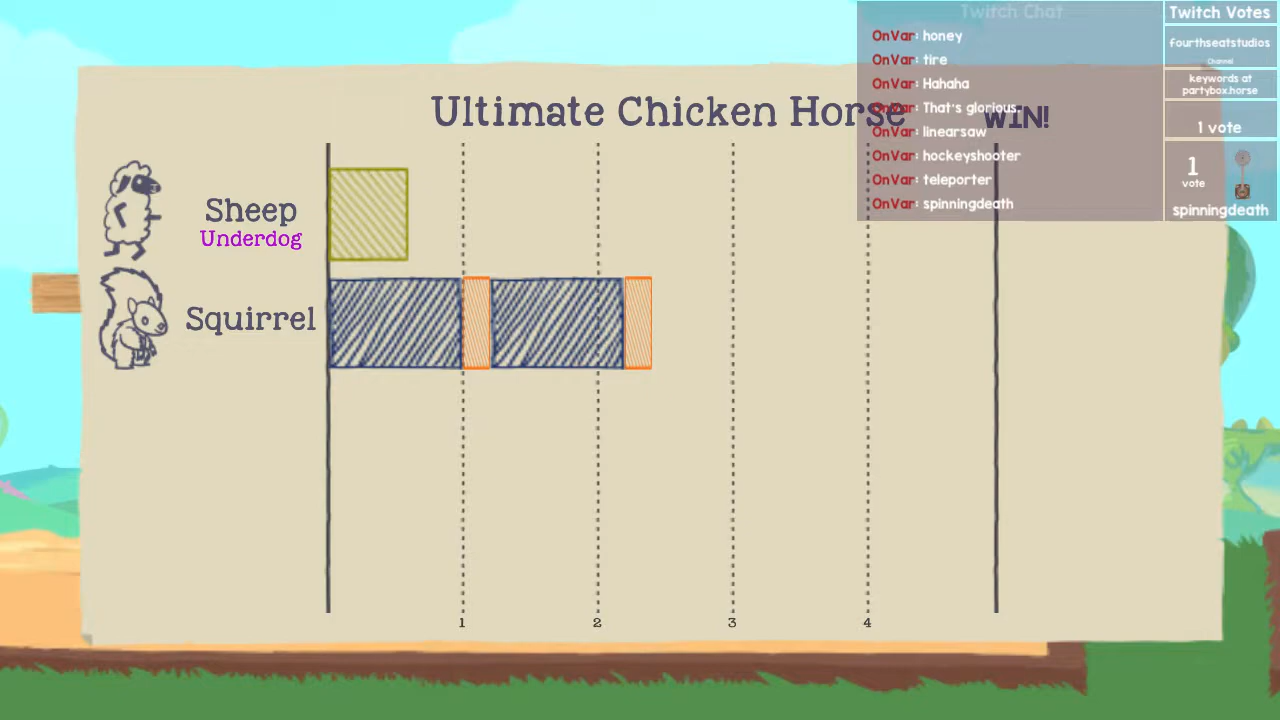 Twitch Chat
Twitch Votes
OnVar: honey
OnVar: tire
OnVar: Hahaha
OnVar: That's glorious.
OnVar: linearsaw
OnVar: hockeyshooter
OnVar: teleporter
OnVar: spinningdeath
fourthseatstudios
Channel
keywords at
partybox.horse
1 vote
1
vote
spinningdeath
Ultimate Chicken Horse
WIN!
Sheep
Underdog
Squirrel
1
2
3
4